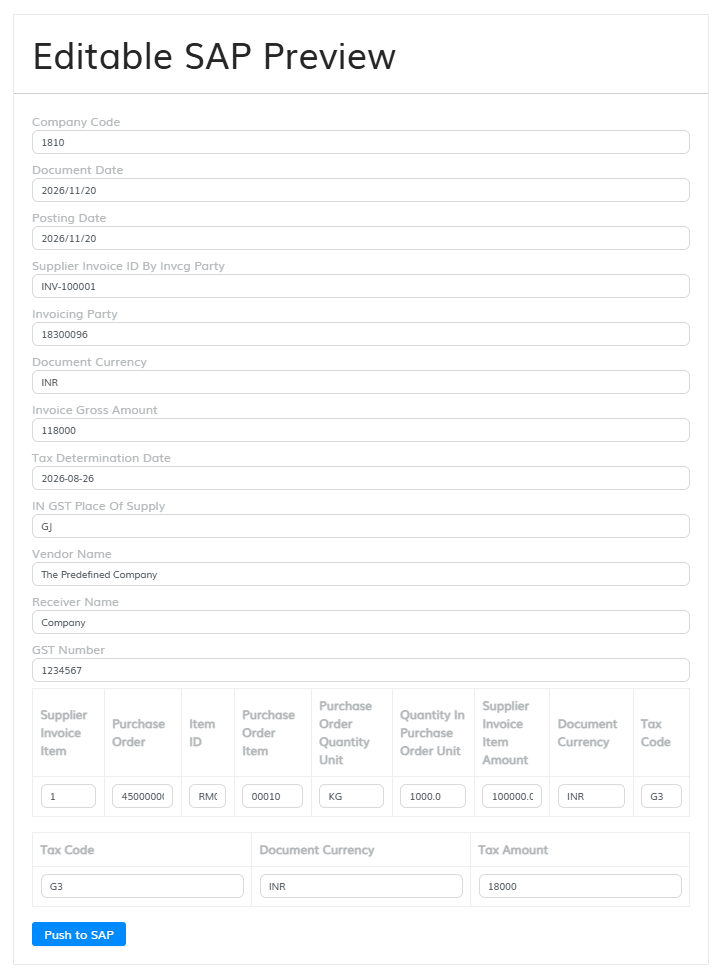 Editable SAP Preview
Company Code
1810
Document Date
2026/11/20
Posting Date
2026/11/20
Supplier Invoice ID By Invcg Party
INV-100001
Invoicing Party
18300096
Document Currency
INR
Invoice Gross Amount
118000
Tax Determination Date
2026-08-26
IN GST Place Of Supply
GJ
Vendor Name
The Predefined Company
Receiver Name
Company
GST Number
1234567
Supplier Invoice Item Purchase Order Item ID Purchase Order Item Purchase Order Quantity Unit Quantity In Purchase Order Unit Supplier Invoice Item Amount Document Currency Tax Code
1 00010 KG 1000.0 INR G3
Tax Code Document Currency Tax Amount
G3 INR 18000
Push to SAP